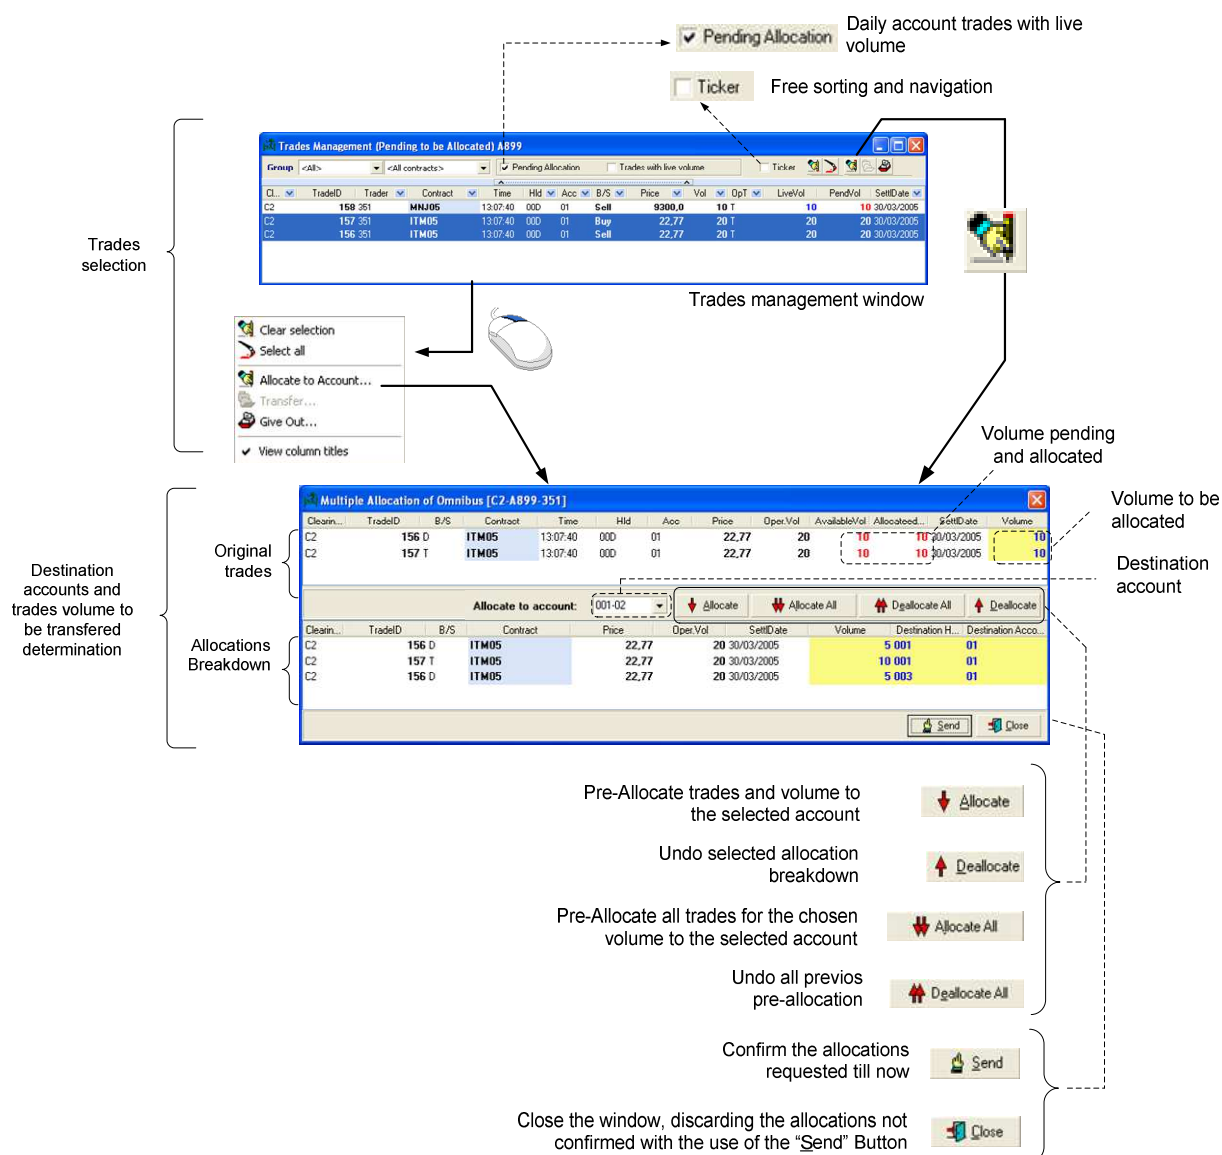 Pending Allocation
Daily account trades with live
volume
Ticker
Free sorting and navigation
Trades Management (Pending to be Allocated) A899
Group <All> <All contracts> Pending Allocation Trades with live volume Ticker
Cl... TradeID Trader Contract Time Hld Acc B/S Price Vol OpT LiveVol PendVol SettlDate
C2 158 351 MNJ05 13:07:40 00D 01 Sell 9300,0 10 T 10 10 30/03/2005
C2 157 351 ITM05 13:07:40 00D 01 Buy 22,77 20 T 20 20 30/03/2005
C2 156 351 ITM05 13:07:40 00D 01 Sell 22,77 20 T 20 20 30/03/2005
Trades
selection
Trades management window
Clear selection
Select all
Allocate to Account...
Transfer...
Give Out...
View column titles
Volume pending
and allocated
Volume to be
allocated
Destination
account
Multiple Allocation of Omnibus [C2-A899-351]
Clearin... TradeID B/S Contract Time Hld Acc Price Oper.Vol AvailableVol Allocateed... SettlDate Volume
C2 156 D ITM05 13:07:40 00D 01 22,77 20 10 10 30/03/2005 10
C2 157 T ITM05 13:07:40 00D 01 22,77 20 10 10 30/03/2005 10
Original
trades
Destination
accounts and
trades volume to
be transfered
determination
Allocate to account: 001-02 Allocate Allocate All Deallocate All Deallocate
Clearin... TradeID B/S Contract Price Oper.Vol SettlDate Volume Destination H... Destination Acco...
C2 156 D ITM05 22,77 20 30/03/2005 5 001 01
C2 157 T ITM05 22,77 20 30/03/2005 10 001 01
C2 156 D ITM05 22,77 20 30/03/2005 5 003 01
Allocations
Breakdown
Send Close
Pre-Allocate trades and volume to
the selected account
Allocate
Undo selected allocation
breakdown
Deallocate
Pre-Allocate all trades for the chosen
volume to the selected account
Allocate All
Undo all previos
pre-allocation
Deallocate All
Confirm the allocations
requested till now
Send
Close the window, discarding the allocations not
confirmed with the use of the “Send” Button
Close